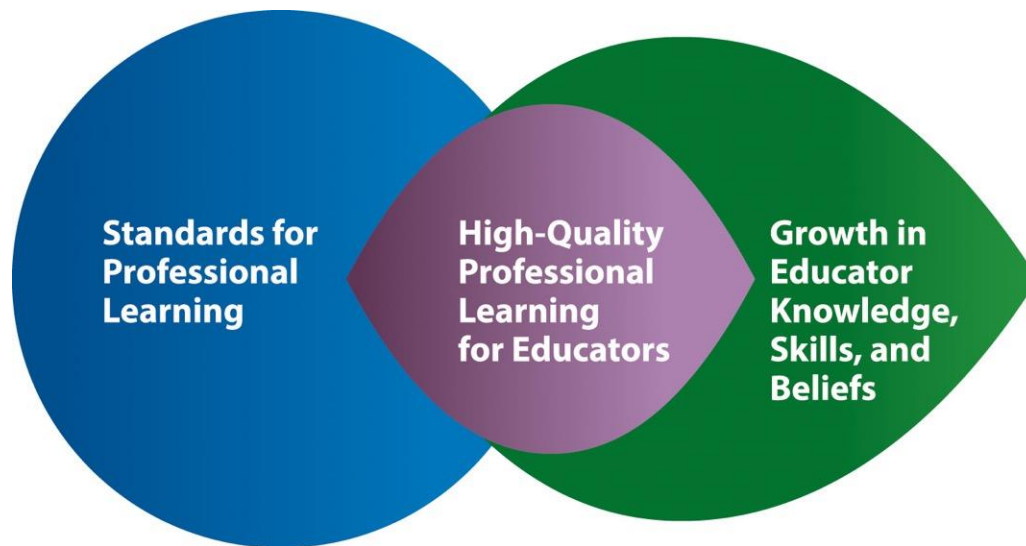 Standards for
Professional
Learning
High-Quality
Professional
Learning
for Educators
Growth in
Educator
Knowledge,
Skills, and
Beliefs